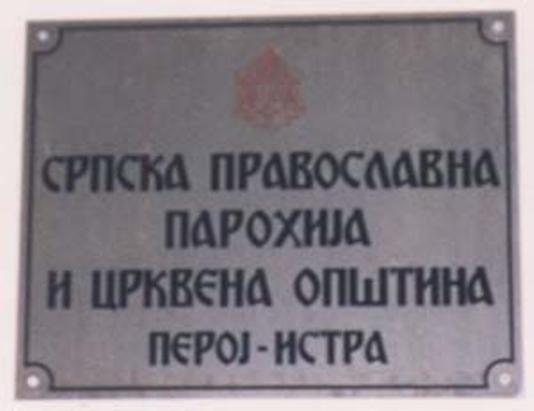 СРПСКА ПРАВОСЛАВНА
ПАРОХИЈА
И ЦРКВЕНА ОПШТИНА
ПЕРОЈ-ИСТРА